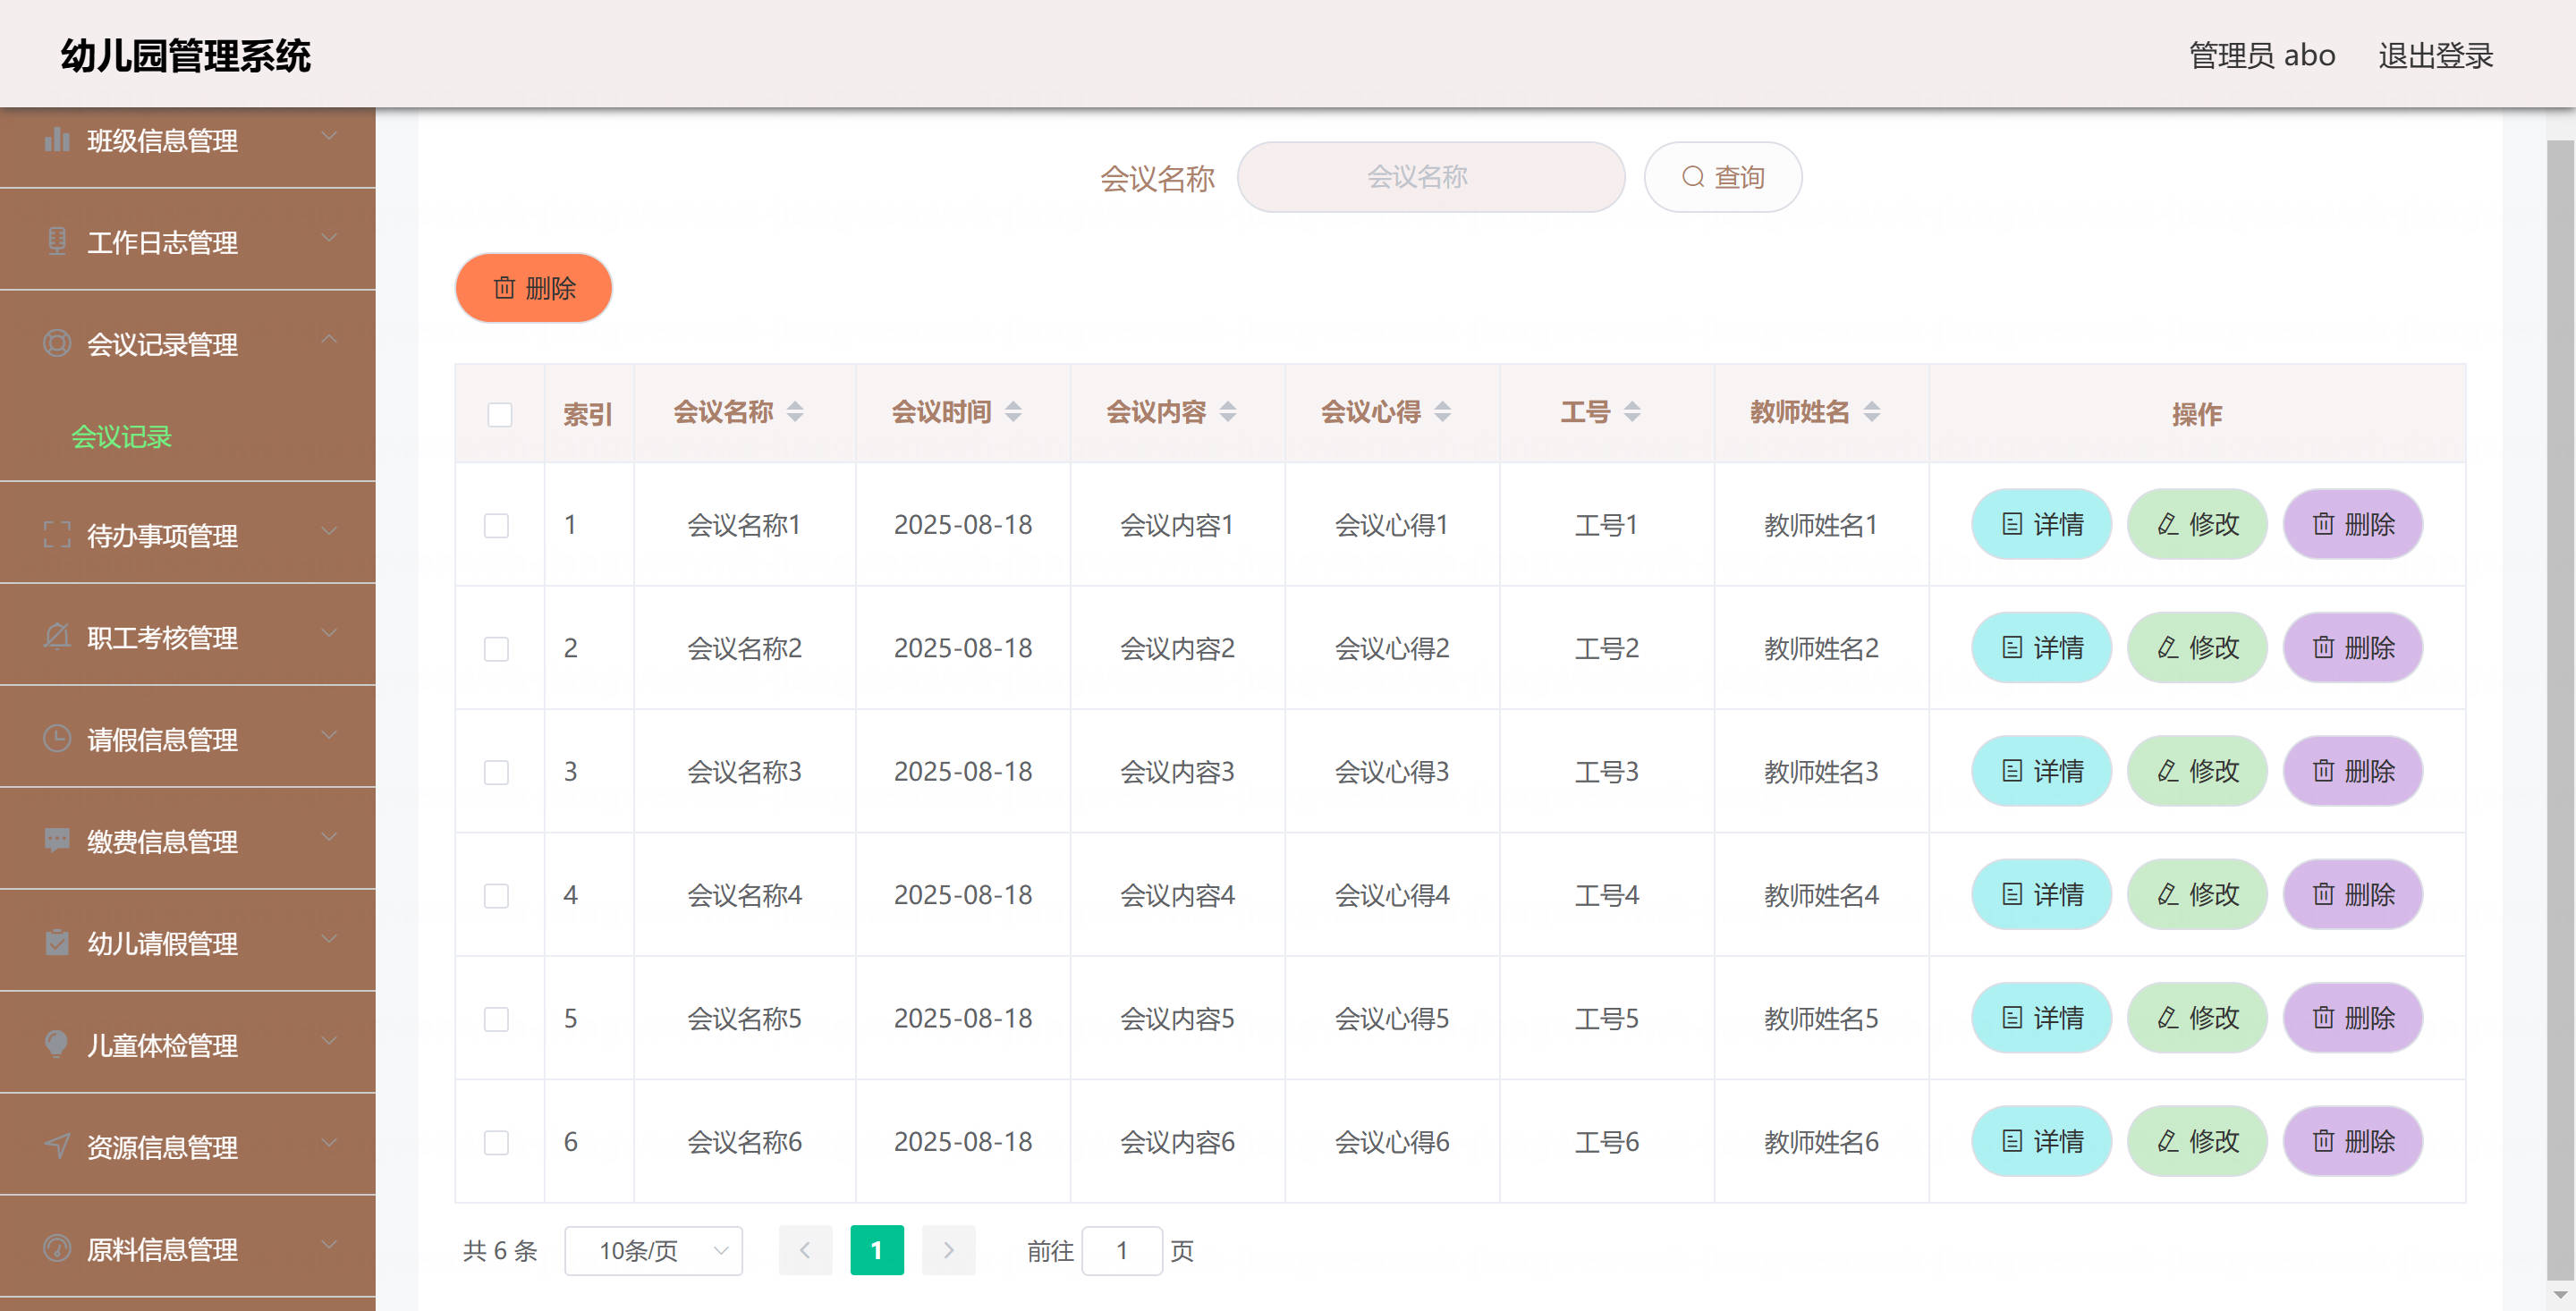 幼儿园管理系统
管理员 abo 退出登录
班级信息管理
工作日志管理
会议记录管理
会议记录
待办事项管理
职工考核管理
请假信息管理
缴费信息管理
幼儿请假管理
儿童体检管理
资源信息管理
原料信息管理
会议名称 会议名称 查询
删除
索引 会议名称 会议时间 会议内容 会议心得 工号 教师姓名 操作
1 会议名称1 2025-08-18 会议内容1 会议心得1 工号1 教师姓名1 详情 修改 删除
2 会议名称2 2025-08-18 会议内容2 会议心得2 工号2 教师姓名2 详情 修改 删除
3 会议名称3 2025-08-18 会议内容3 会议心得3 工号3 教师姓名3 详情 修改 删除
4 会议名称4 2025-08-18 会议内容4 会议心得4 工号4 教师姓名4 详情 修改 删除
5 会议名称5 2025-08-18 会议内容5 会议心得5 工号5 教师姓名5 详情 修改 删除
6 会议名称6 2025-08-18 会议内容6 会议心得6 工号6 教师姓名6 详情 修改 删除
共 6 条 10条/页 1 前往 1 页